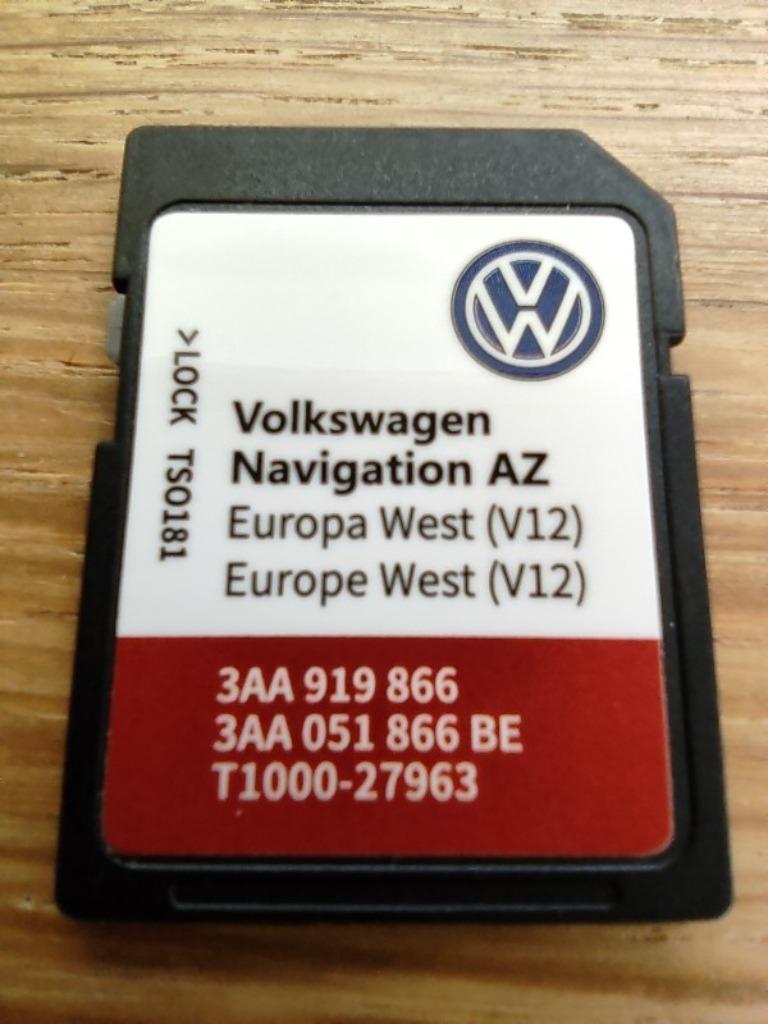 >LOCK TSO181
Volkswagen
Navigation AZ
Europa West (V12)
Europe West (V12)
3AA 919 866
3AA 051 866 BE
T1000-27963